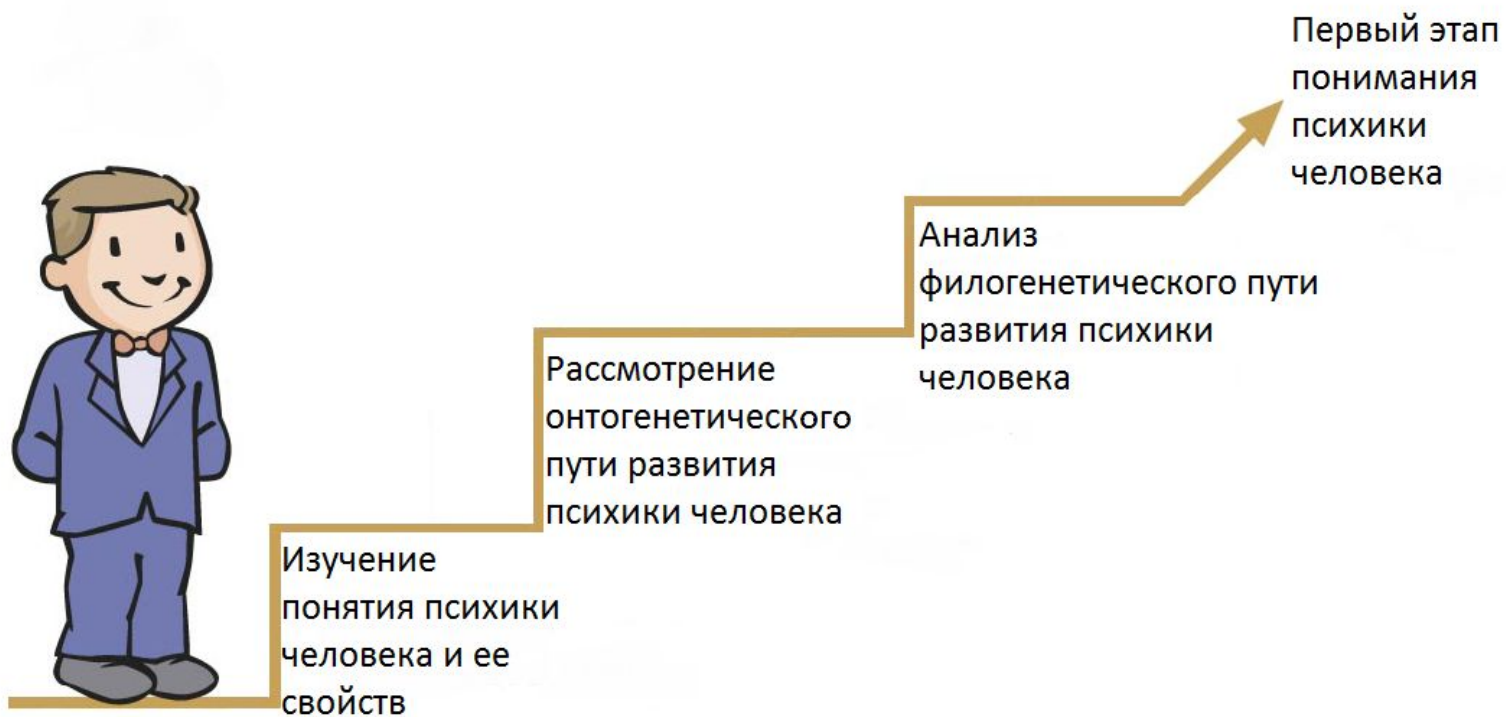 Первый этап
понимания
психики
человека
Анализ
филогенетического пути
развития психики
человека
Рассмотрение
онтогенетического
пути развития
психики человека
Изучение
понятия психики
человека и ее
свойств